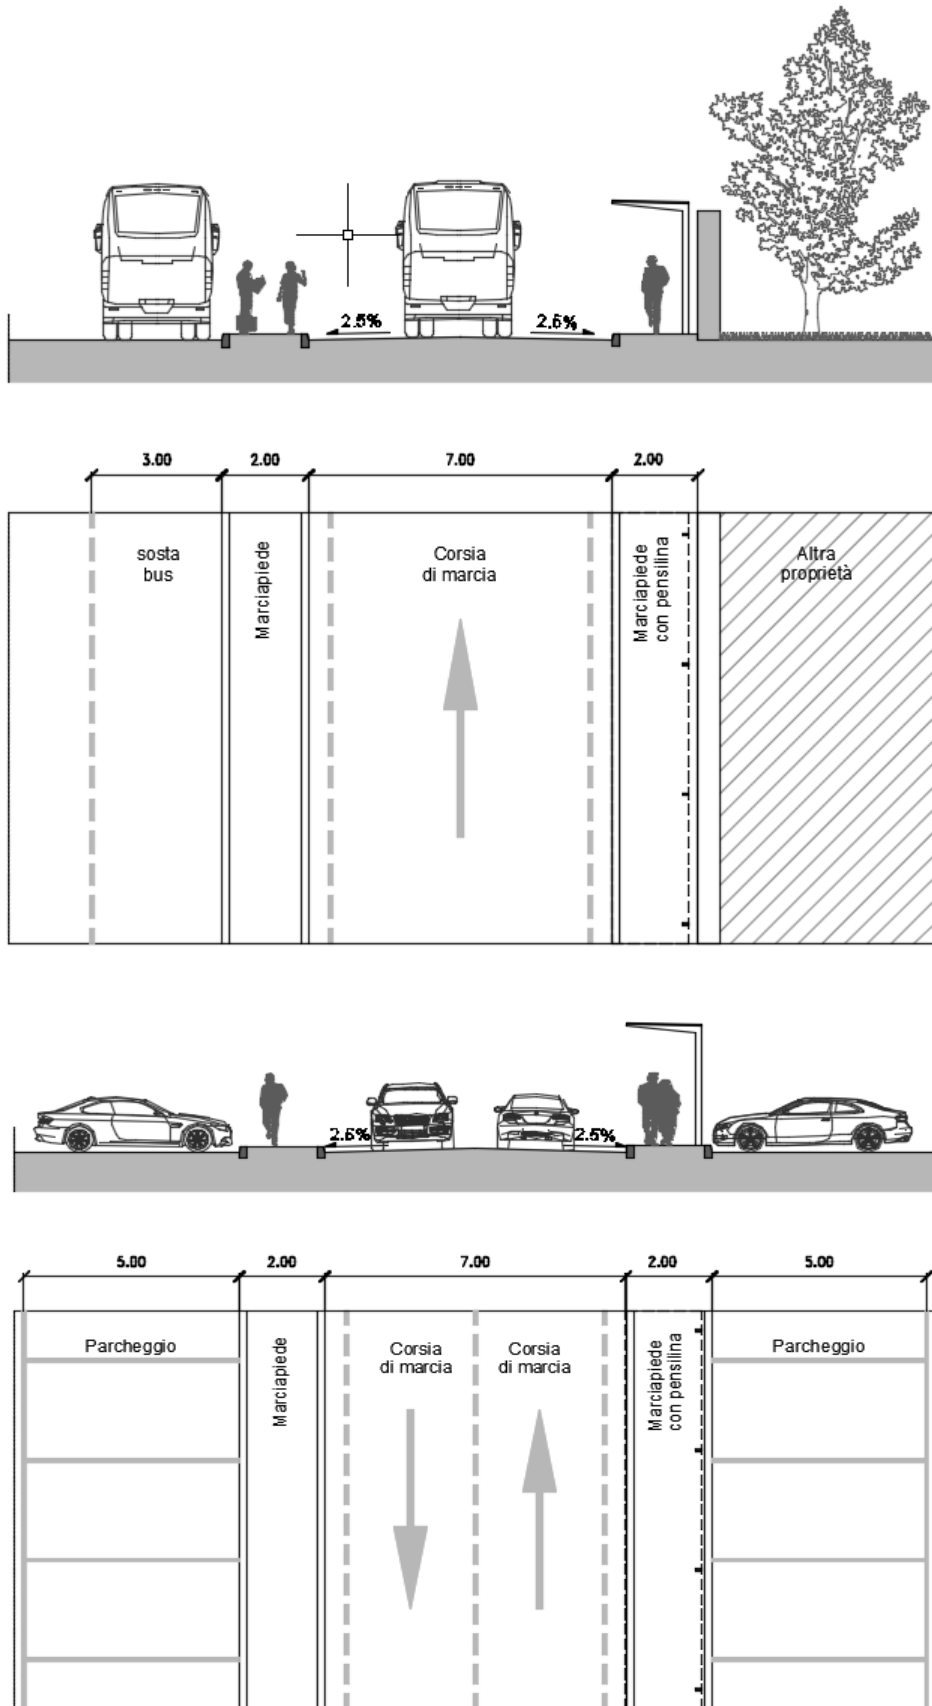 2.5%
2.5%
3.00
2.00
7.00
2.00
sosta
bus
Marciapiede
Corsia
di marcia
Marciapiede
con pensilina
Altra
proprietà
2.5%
2.5%
5.00
2.00
7.00
2.00
5.00
Parcheggio
Marciapiede
Corsia
di marcia
Corsia
di marcia
Marciapiede
con pensilina
Parcheggio